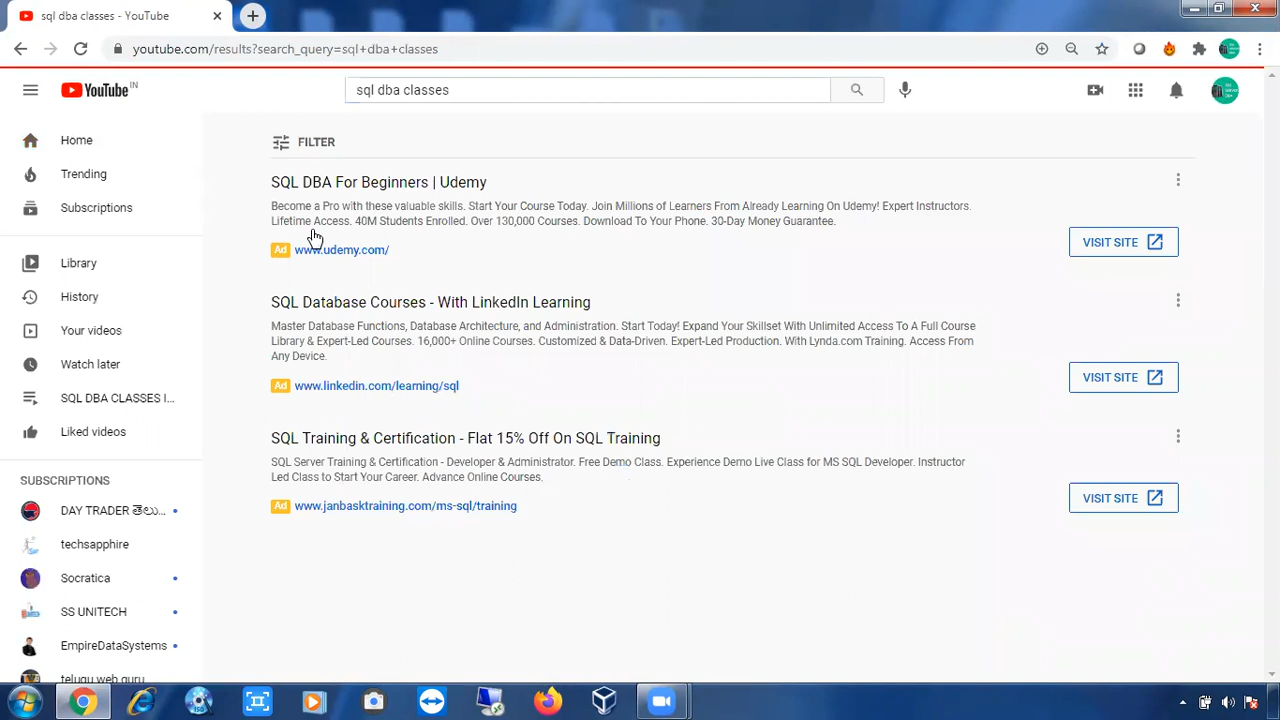 sql dba classes - YouTube
youtube.com/results?search_query=sql+dba+classes
YouTube IN
sql dba classes
Home
Trending
Subscriptions
Library
History
Your videos
Watch later
SQL DBA CLASSES I...
Liked videos
SUBSCRIPTIONS
DAY TRADER తెలు...
techsapphire
Socratica
SS UNITECH
EmpireDataSystems
telugu web guru
FILTER
SQL DBA For Beginners | Udemy
Become a Pro with these valuable skills. Start Your Course Today. Join Millions of Learners From Already Learning On Udemy! Expert Instructors.
Lifetime Access. 40M Students Enrolled. Over 130,000 Courses. Download To Your Phone. 30-Day Money Guarantee.
Ad www.udemy.com/
VISIT SITE
SQL Database Courses - With LinkedIn Learning
Master Database Functions, Database Architecture, and Administration. Start Today! Expand Your Skillset With Unlimited Access To A Full Course
Library & Expert-Led Courses. 16,000+ Online Courses. Customized & Data-Driven. Expert-Led Production. With Lynda.com Training. Access From
Any Device.
Ad www.linkedin.com/learning/sql
VISIT SITE
SQL Training & Certification - Flat 15% Off On SQL Training
SQL Server Training & Certification - Developer & Administrator. Free Demo Class. Experience Demo Live Class for MS SQL Developer. Instructor
Led Class to Start Your Career. Advance Online Courses.
Ad www.janbasktraining.com/ms-sql/training
VISIT SITE